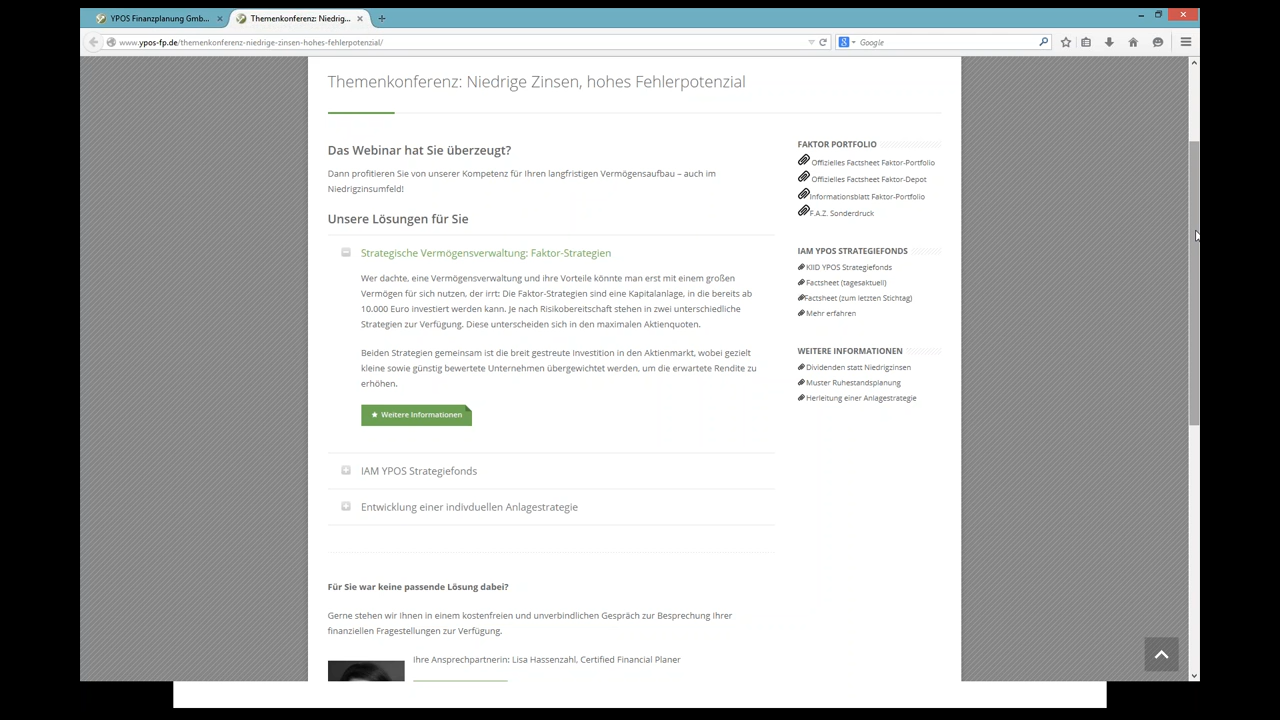 YPOS Finanzplanung Gmb...
Themenkonferenz: Niedrig...
www.ypos-fp.de/themenkonferenz-niedrige-zinsen-hohes-fehlerpotenzial/
Google
Themenkonferenz: Niedrige Zinsen, hohes Fehlerpotenzial
Das Webinar hat Sie überzeugt?
Dann profitieren Sie von unserer Kompetenz für Ihren langfristigen Vermögensaufbau – auch im
Niedrigzinsumfeld!
Unsere Lösungen für Sie
Strategische Vermögensverwaltung: Faktor-Strategien
Wer dachte, eine Vermögensverwaltung und ihre Vorteile könnte man erst mit einem großen
Vermögen für sich nutzen, der irrt: Die Faktor-Strategien sind eine Kapitalanlage, in die bereits ab
10.000 Euro investiert werden kann. Je nach Risikobereitschaft stehen in zwei unterschiedliche
Strategien zur Verfügung. Diese unterscheiden sich in den maximalen Aktienquoten.
Beiden Strategien gemeinsam ist die breit gestreute Investition in den Aktienmarkt, wobei gezielt
kleine sowie günstig bewertete Unternehmen übergewichtet werden, um die erwartete Rendite zu
erhöhen.
Weitere Informationen
IAM YPOS Strategiefonds
Entwicklung einer indivduellen Anlagestrategie
Für Sie war keine passende Lösung dabei?
Gerne stehen wir Ihnen in einem kostenfreien und unverbindlichen Gespräch zur Besprechung Ihrer
finanziellen Fragestellungen zur Verfügung.
Ihre Ansprechpartnerin: Lisa Hassenzahl, Certified Financial Planer
FAKTOR PORTFOLIO
Offizielles Factsheet Faktor-Portfolio
Offizielles Factsheet Faktor-Depot
Informationsblatt Faktor-Portfolio
F.A.Z. Sonderdruck
IAM YPOS STRATEGIEFONDS
KIID YPOS Strategiefonds
Factsheet (tagesaktuell)
Factsheet (zum letzten Stichtag)
Mehr erfahren
WEITERE INFORMATIONEN
Dividenden statt Niedrigzinsen
Muster Ruhestandsplanung
Herleitung einer Anlagestrategie